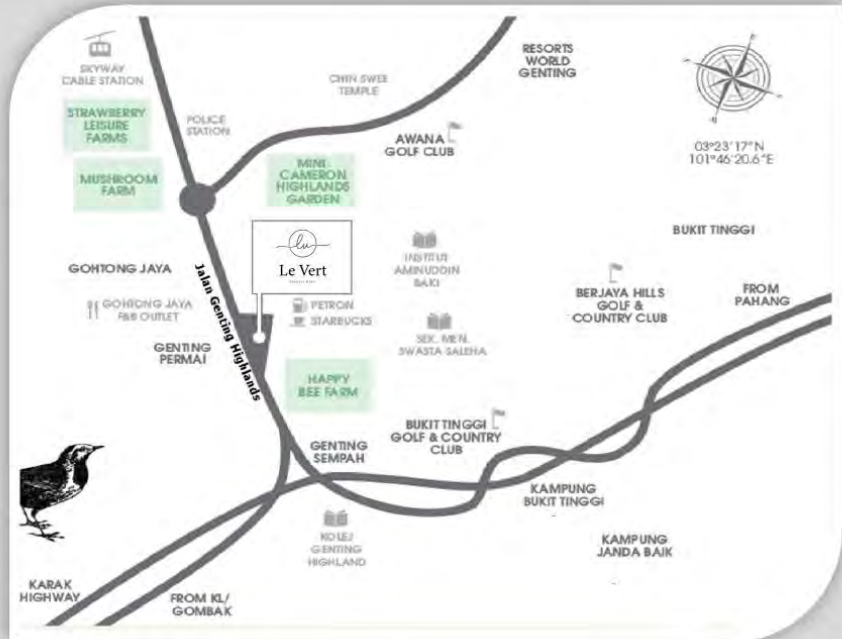 SKYWAY
CABLE STATION
STRAWBERRY
LEISURE
FARMS
MUSHROOM
FARM
POLICE
STATION
CHIN SWEE
TEMPLE
RESORTS
WORLD
GENTING
AWANA
GOLF CLUB
MINI
CAMERON
HIGHLANDS
GARDEN
03°23'17"N
101°46'20.6"E
lu
Le Vert
GOHTONG JAYA
GOHTONG JAYA
F&B OUTLET
GENTING
PERMAI
Jalan Genting Highlands
PETRON
STARBUCKS
INSTITUT
AMINUDDIN
BAKI
SEK. MEN.
SWASTA SALEHA
HAPPY
BEE FARM
BUKIT TINGGI
BERJAYA HILLS
GOLF &
COUNTRY CLUB
FROM
PAHANG
GENTING
SEMPAH
BUKIT TINGGI
GOLF & COUNTRY
CLUB
KAMPUNG
BUKIT TINGGI
KAMPUNG
JANDA BAIK
KOLEJ
GENTING
HIGHLAND
KARAK
HIGHWAY
FROM KL/
GOMBAK